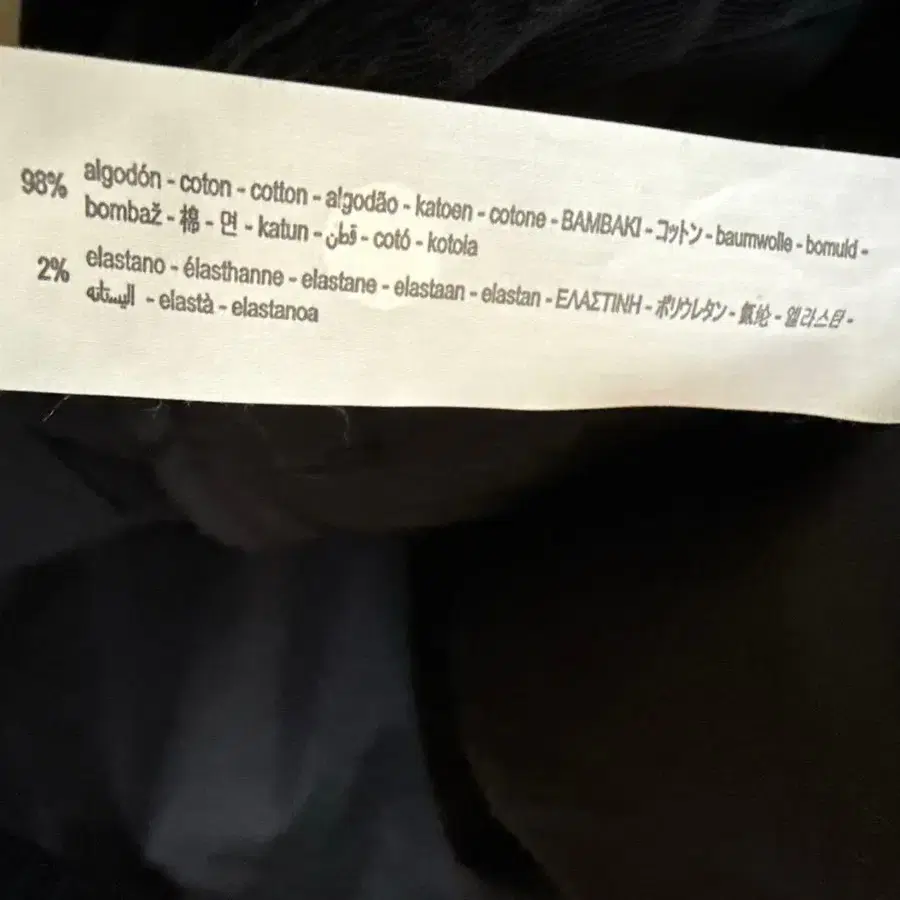 98% algodón - coton - cotton - algodão - katoen - cotone - BAMBAKI - コットン - baumwolle - bomuld -
bombaž - 棉 - 면 - katun - قطن - cotó - kotoia
2% elastano - élasthanne - elastane - elastaan - elastan - ΕΛΑΣΤΙΝΗ - ポリウレタン - 氨纶 - 엘라스탄 -
اليستانه - elastà - elastanoa